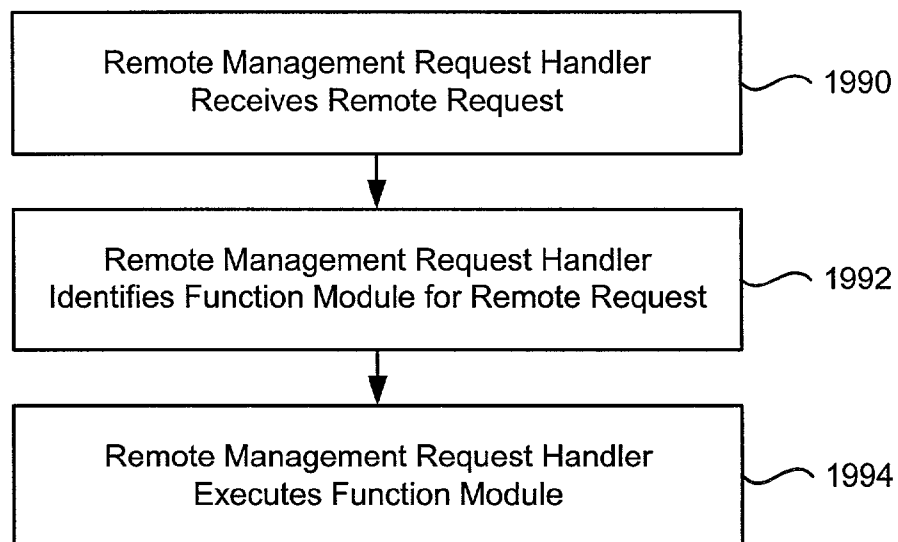 Remote Management Request Handler
Receives Remote Request
1990
Remote Management Request Handler
Identifies Function Module for Remote Request
1992
Remote Management Request Handler
Executes Function Module
1994